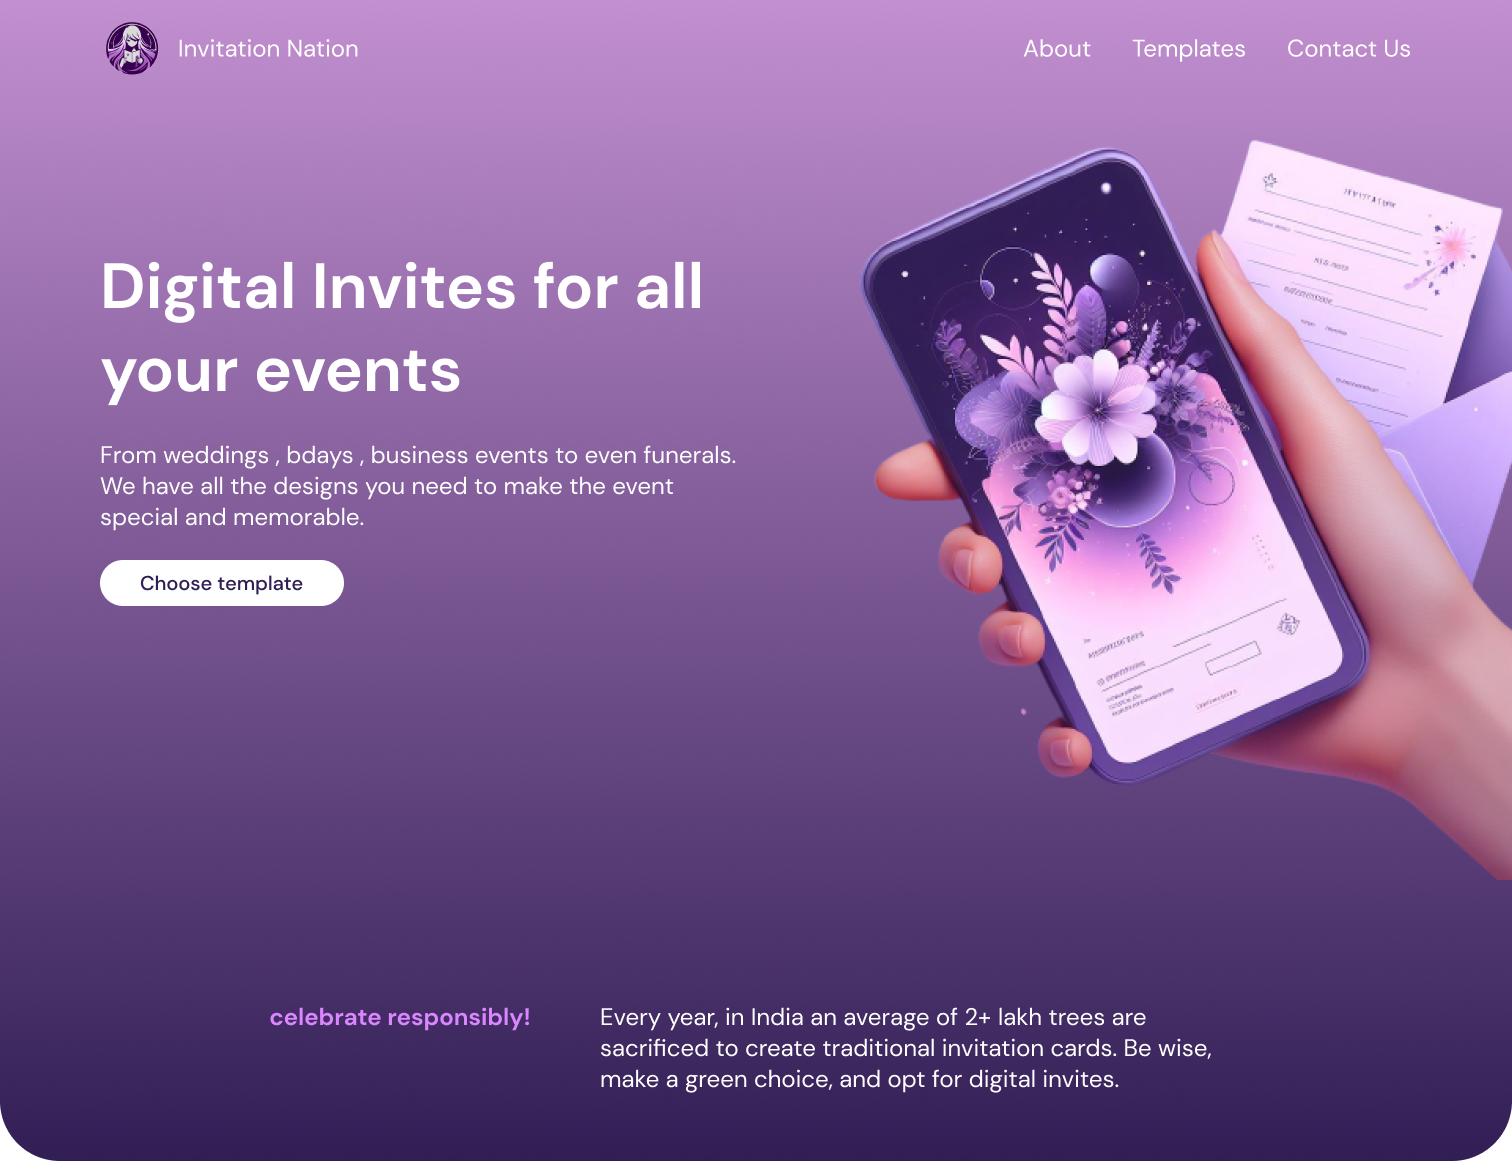 Invitation Nation
About
Templates
Contact Us
Digital Invites for all
your events
From weddings , bdays , business events to even funerals.
We have all the designs you need to make the event
special and memorable.
Choose template
celebrate responsibly!
Every year, in India an average of 2+ lakh trees are
sacrificed to create traditional invitation cards. Be wise,
make a green choice, and opt for digital invites.